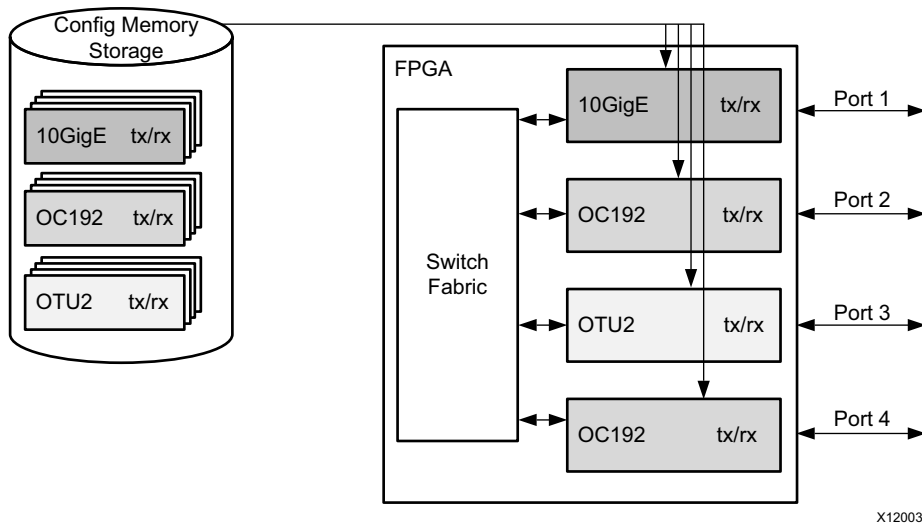 Config Memory
Storage
10GigE tx/rx
OC192 tx/rx
OTU2 tx/rx
FPGA
Switch
Fabric
10GigE tx/rx
Port 1
OC192 tx/rx
Port 2
OTU2 tx/rx
Port 3
OC192 tx/rx
Port 4
X12003